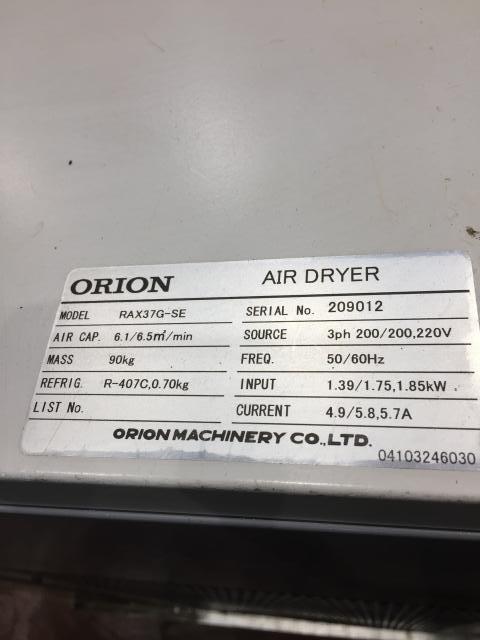 ORION AIR DRYER
MODEL RAX37G-SE SERIAL No. 209012
AIR CAP. 6.1/6.5㎥/min SOURCE 3ph 200/200,220V
MASS 90kg FREQ. 50/60Hz
REFRIG. R-407C,0.70kg INPUT 1.39/1.75,1.85kW
LIST No. CURRENT 4.9/5.8,5.7A
ORION MACHINERY CO.,LTD.
04103246030